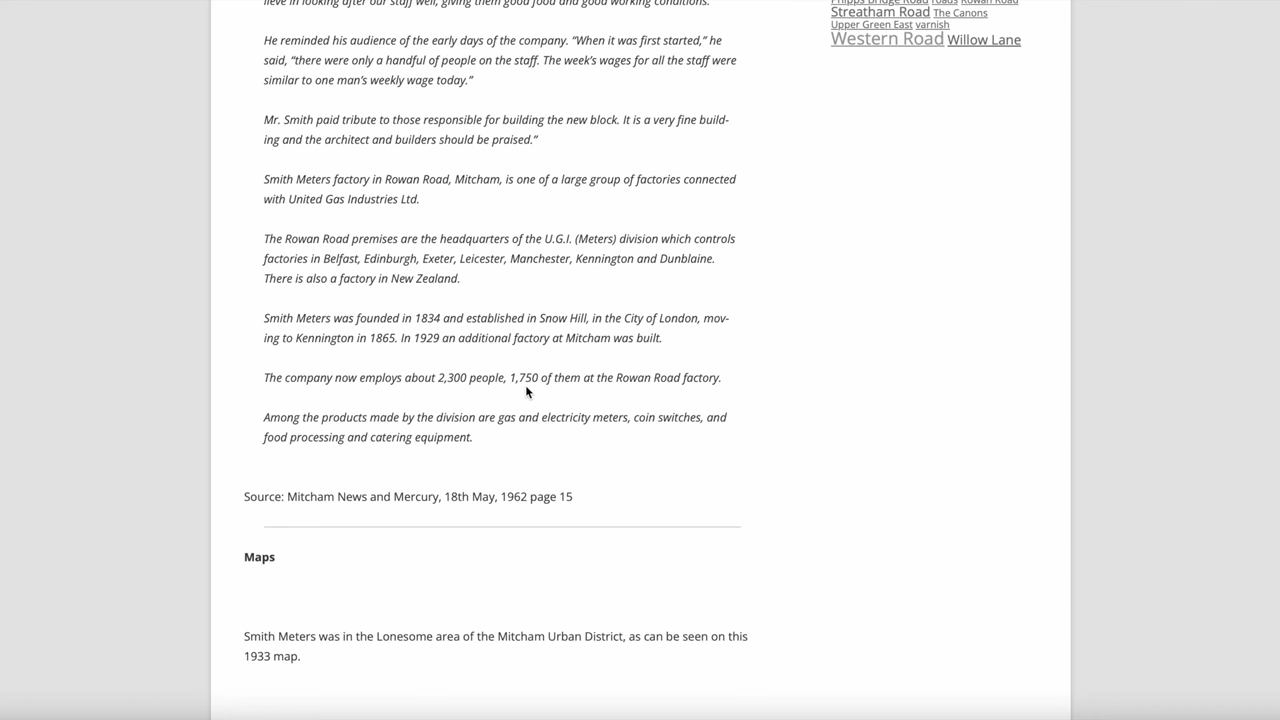 lieve in looking after our staff well, giving them good food and good working conditions.
He reminded his audience of the early days of the company. “When it was first started,” he
said, “there were only a handful of people on the staff. The week’s wages for all the staff were
similar to one man’s weekly wage today.”
Mr. Smith paid tribute to those responsible for building the new block. It is a very fine build-
ing and the architect and builders should be praised.”
Smith Meters factory in Rowan Road, Mitcham, is one of a large group of factories connected
with United Gas Industries Ltd.
The Rowan Road premises are the headquarters of the U.G.I. (Meters) division which controls
factories in Belfast, Edinburgh, Exeter, Leicester, Manchester, Kennington and Dunblaine.
There is also a factory in New Zealand.
Smith Meters was founded in 1834 and established in Snow Hill, in the City of London, mov-
ing to Kennington in 1865. In 1929 an additional factory at Mitcham was built.
The company now employs about 2,300 people, 1,750 of them at the Rowan Road factory.
Among the products made by the division are gas and electricity meters, coin switches, and
food processing and catering equipment.
Source: Mitcham News and Mercury, 18th May, 1962 page 15
Maps
Smith Meters was in the Lonesome area of the Mitcham Urban District, as can be seen on this
1933 map.
Phipps Bridge Road roads Rowan Road
Streatham Road The Canons
Upper Green East varnish
Western Road Willow Lane